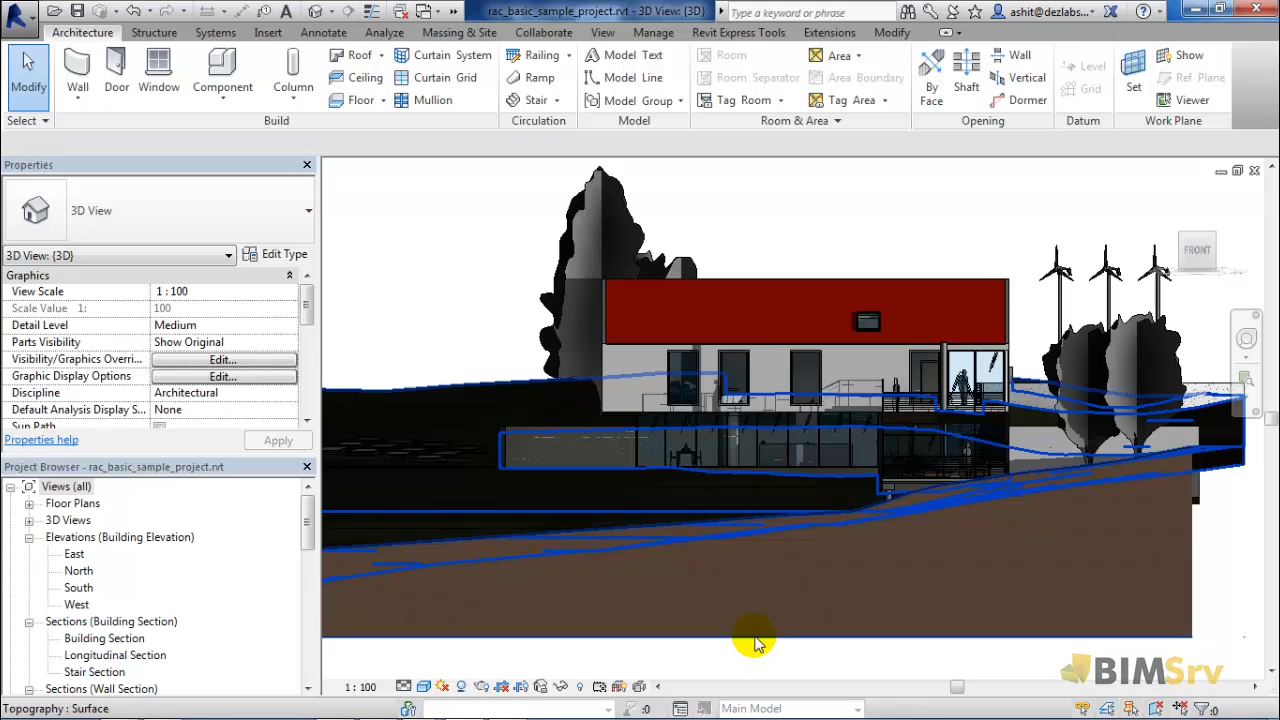 rac_basic_sample_project.rvt - 3D View: {3D}
Type a keyword or phrase
ashit@dezlabs...
Architecture Structure Systems Insert Annotate Analyze Massing & Site Collaborate View Manage Revit Express Tools Extensions Modify
Modify
Wall
Door
Window
Component
Column
Roof
Ceiling
Floor
Curtain System
Curtain Grid
Mullion
Railing
Ramp
Stair
Model Text
Model Line
Model Group
Room
Room Separator
Tag Room
Area
Area Boundary
Tag Area
By
Face
Shaft
Wall
Vertical
Dormer
Level
Grid
Set
Show
Ref Plane
Viewer
Select Build Circulation Model Room & Area Opening Datum Work Plane
Properties
3D View
3D View: {3D}
Edit Type
Graphics
View Scale 1 : 100
Scale Value 1: 100
Detail Level Medium
Parts Visibility Show Original
Visibility/Graphics Overri... Edit...
Graphic Display Options Edit...
Discipline Architectural
Default Analysis Display S... None
Sun Path
Properties help Apply
Project Browser - rac_basic_sample_project.rvt
Views (all)
Floor Plans
3D Views
Elevations (Building Elevation)
East
North
South
West
Sections (Building Section)
Building Section
Longitudinal Section
Stair Section
Sections (Wall Section)
FRONT
BIMSrv
1 : 100
Topography : Surface
:0
Main Model
:0